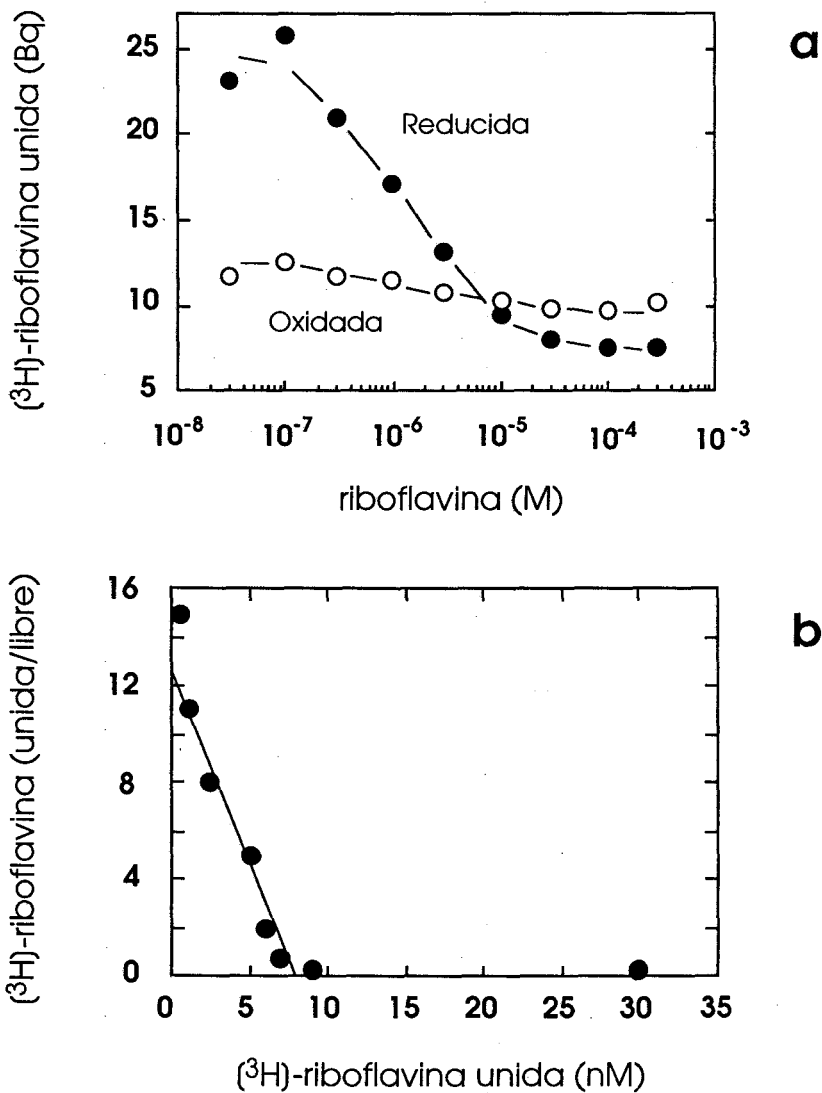 a
(³H)-riboflavina unida (Bq)
25
20
15
10
5
Reducida
Oxidada
10⁻⁸ 10⁻⁷ 10⁻⁶ 10⁻⁵ 10⁻⁴ 10⁻³
riboflavina (M)
b
(³H)-riboflavina (unida/libre)
16
12
8
4
0
0 5 10 15 20 25 30 35
(³H)-riboflavina unida (nM)